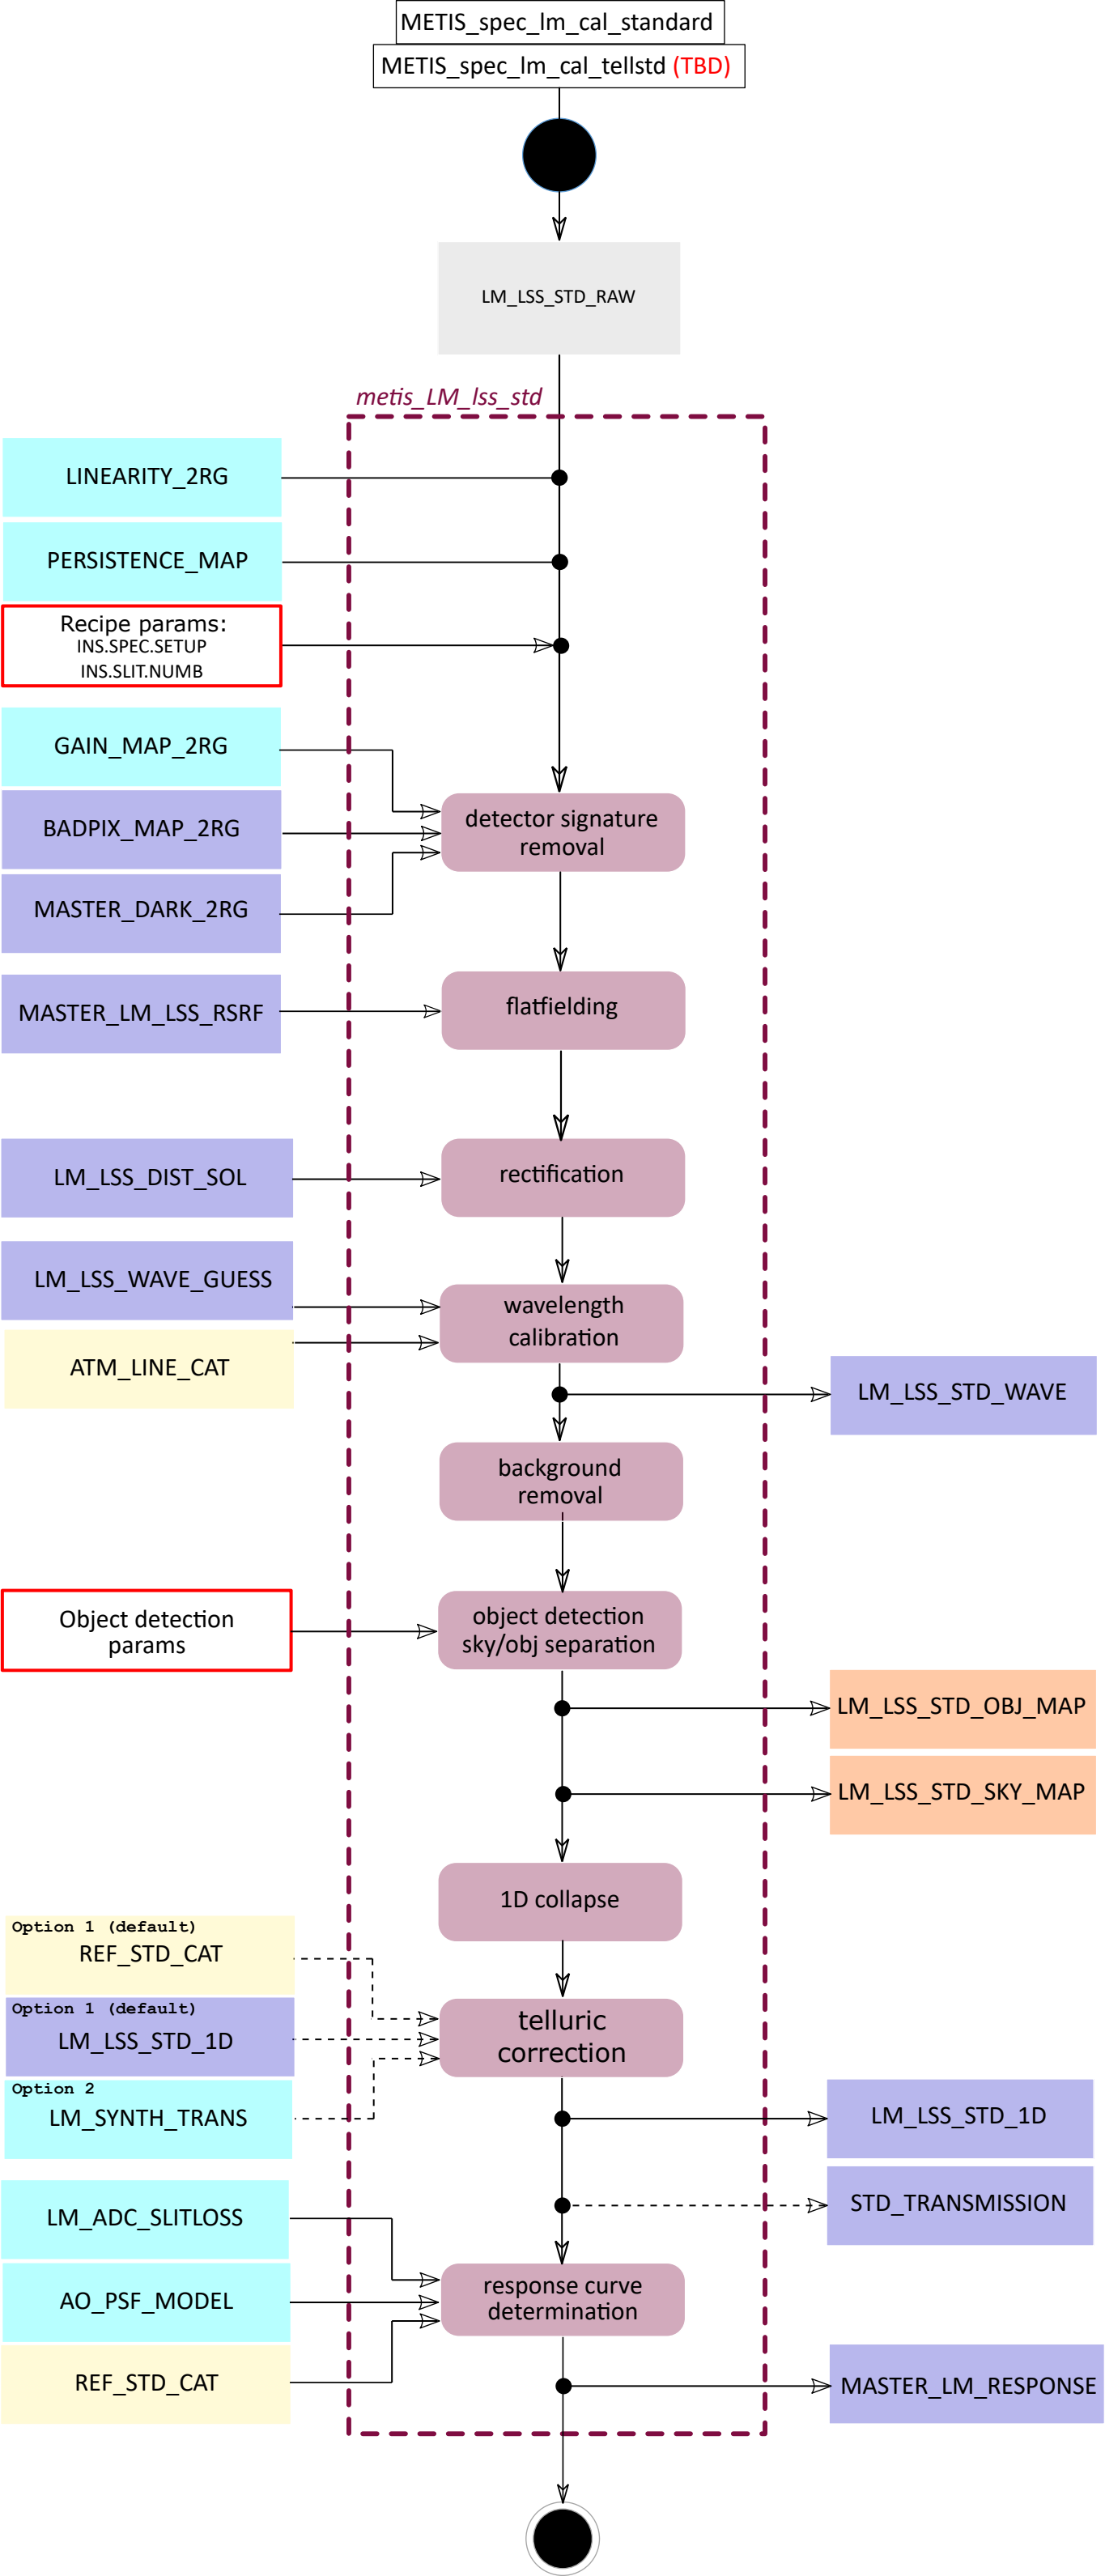 METIS_spec_lm_cal_standard
METIS_spec_lm_cal_tellstd (TBD)
LM_LSS_STD_RAW
metis_LM_lss_std
LINEARITY_2RG
PERSISTENCE_MAP
Recipe params:
INS.SPEC.SETUP
INS.SLIT.NUMB
GAIN_MAP_2RG
BADPIX_MAP_2RG
MASTER_DARK_2RG
detector signature
removal
MASTER_LM_LSS_RSRF
flatfielding
LM_LSS_DIST_SOL
rectification
LM_LSS_WAVE_GUESS
ATM_LINE_CAT
wavelength
calibration
LM_LSS_STD_WAVE
background
removal
Object detection
params
object detection
sky/obj separation
LM_LSS_STD_OBJ_MAP
LM_LSS_STD_SKY_MAP
1D collapse
Option 1 (default)
REF_STD_CAT
Option 1 (default)
LM_LSS_STD_1D
Option 2
LM_SYNTH_TRANS
telluric
correction
LM_LSS_STD_1D
STD_TRANSMISSION
LM_ADC_SLITLOSS
AO_PSF_MODEL
REF_STD_CAT
response curve
determination
MASTER_LM_RESPONSE